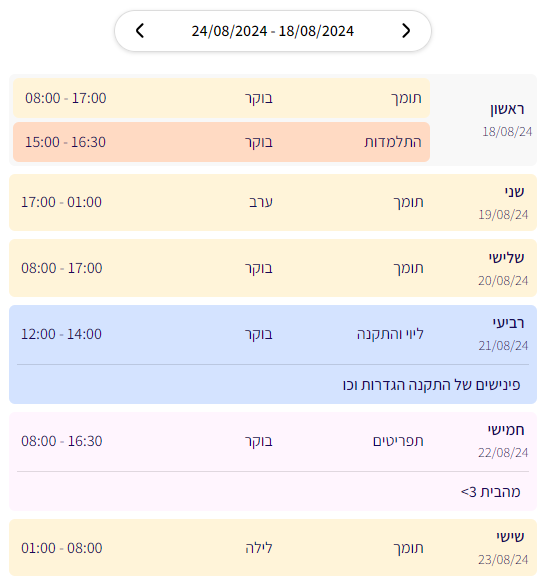 18/08/2024 - 24/08/2024
ראשון
18/08/24
תומך בוקר 08:00 - 17:00
התלמדות בוקר 15:00 - 16:30
שני
19/08/24
תומך ערב 17:00 - 01:00
שלישי
20/08/24
תומך בוקר 08:00 - 17:00
רביעי
21/08/24
ליווי והתקנה בוקר 12:00 - 14:00
פינישים של התקנה הגדרות וכו
חמישי
22/08/24
תפריטים בוקר 08:00 - 16:30
מהבית <3
שישי
23/08/24
תומך לילה 01:00 - 08:00